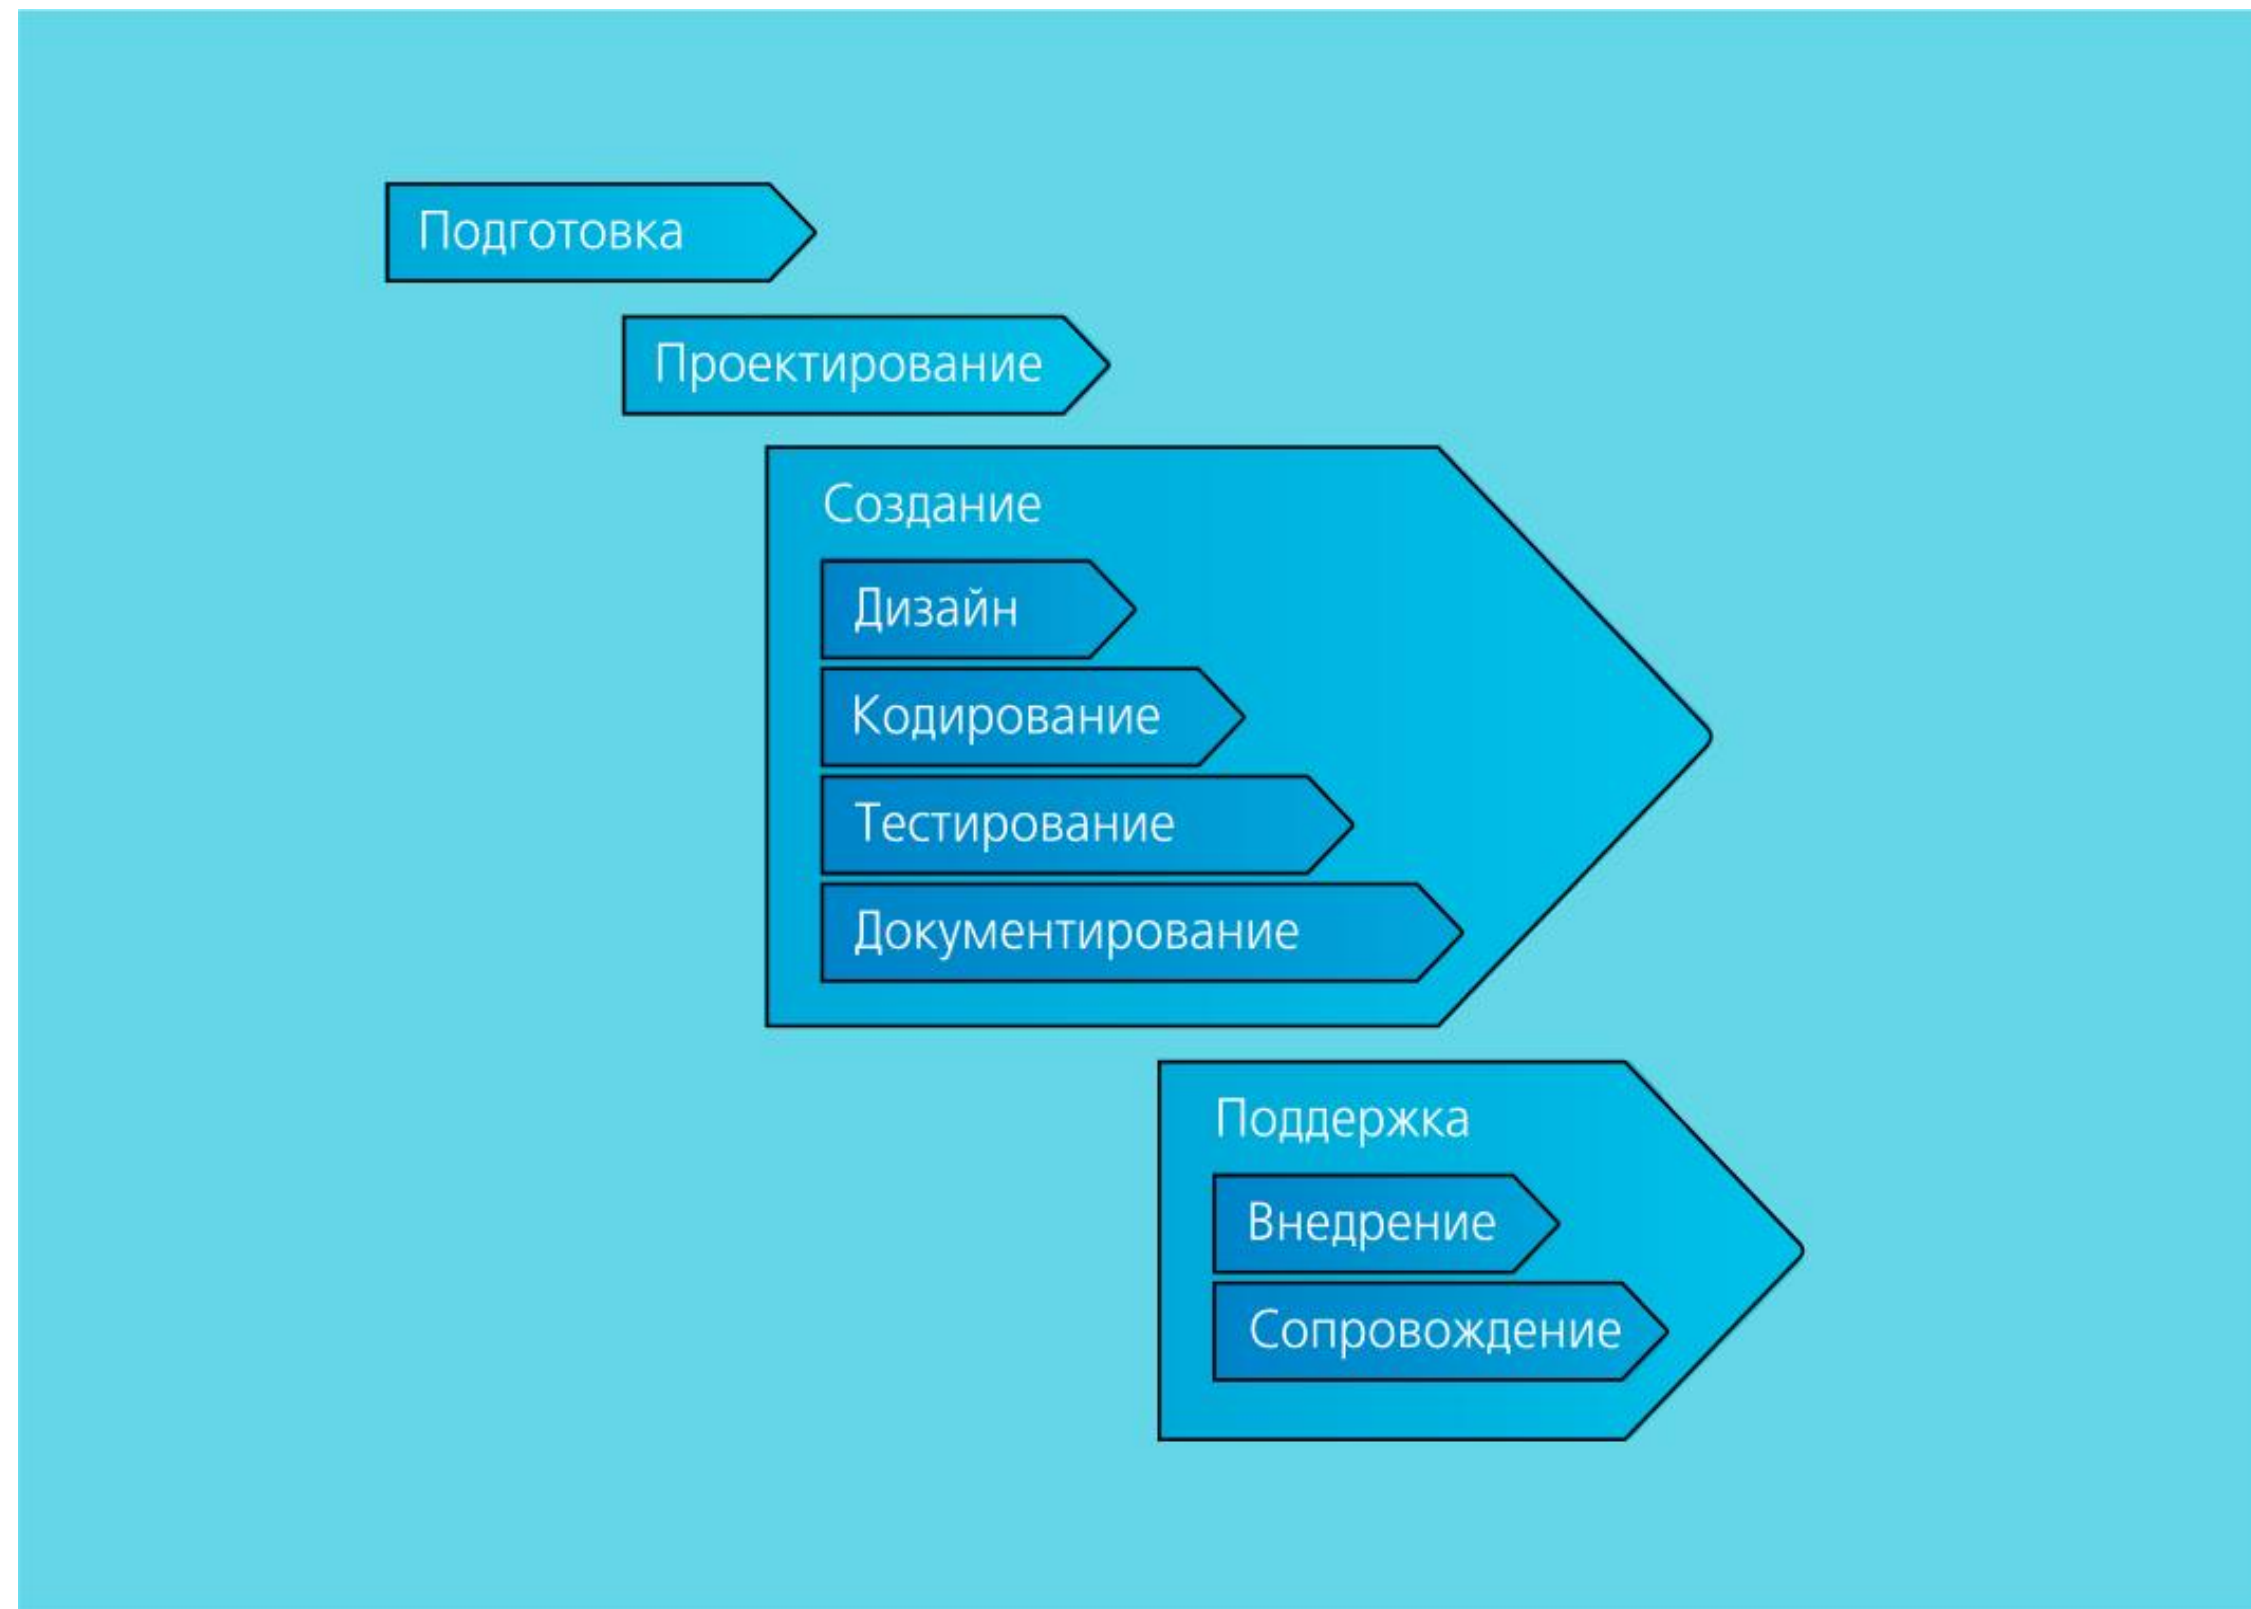 Подготовка
Проектирование
Создание
Дизайн
Кодирование
Тестирование
Документирование
Поддержка
Внедрение
Сопровождение